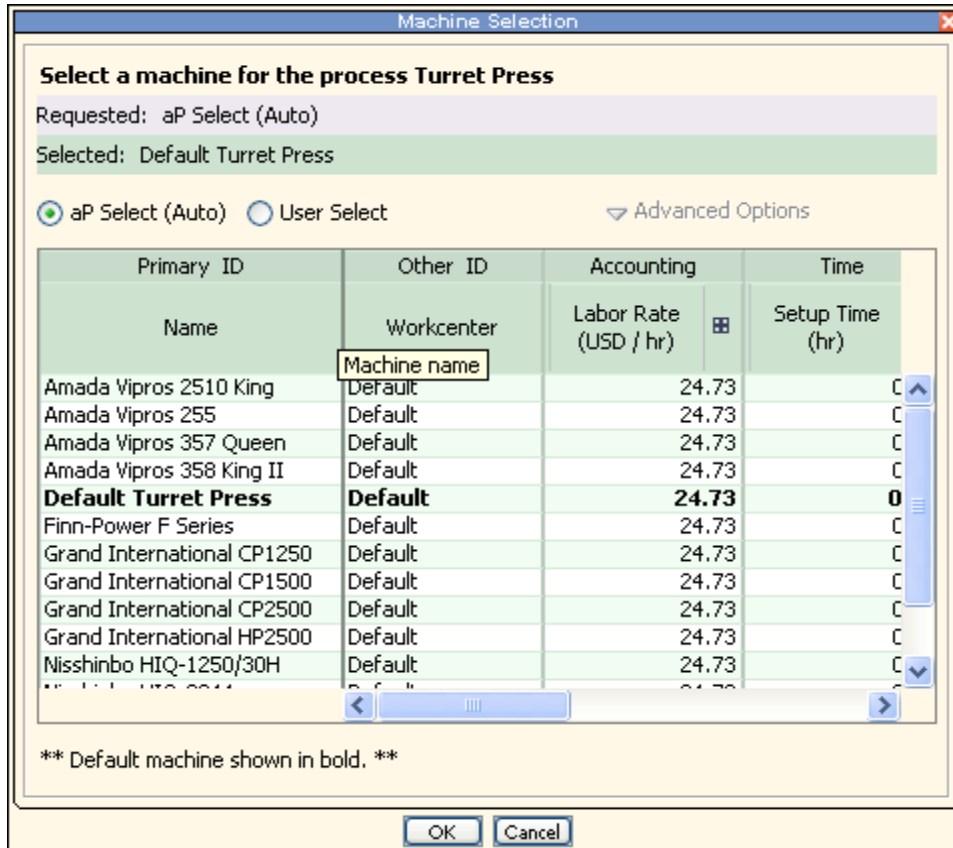 Machine Selection
Select a machine for the process Turret Press
Requested: aP Select (Auto)
Selected: Default Turret Press
aP Select (Auto) User Select Advanced Options
Primary ID Other ID Accounting Time
Name Workcenter Labor Rate (USD / hr) Setup Time (hr)
Machine name
Amada Vipros 2510 King Default 24.73
Amada Vipros 255 Default 24.73
Amada Vipros 357 Queen Default 24.73
Amada Vipros 358 King II Default 24.73
Default Turret Press Default 24.73 0
Finn-Power F Series Default 24.73
Grand International CP1250 Default 24.73
Grand International CP1500 Default 24.73
Grand International CP2500 Default 24.73
Grand International HP2500 Default 24.73
Nisshinbo HIQ-1250/30H Default 24.73
** Default machine shown in bold. **
OK Cancel